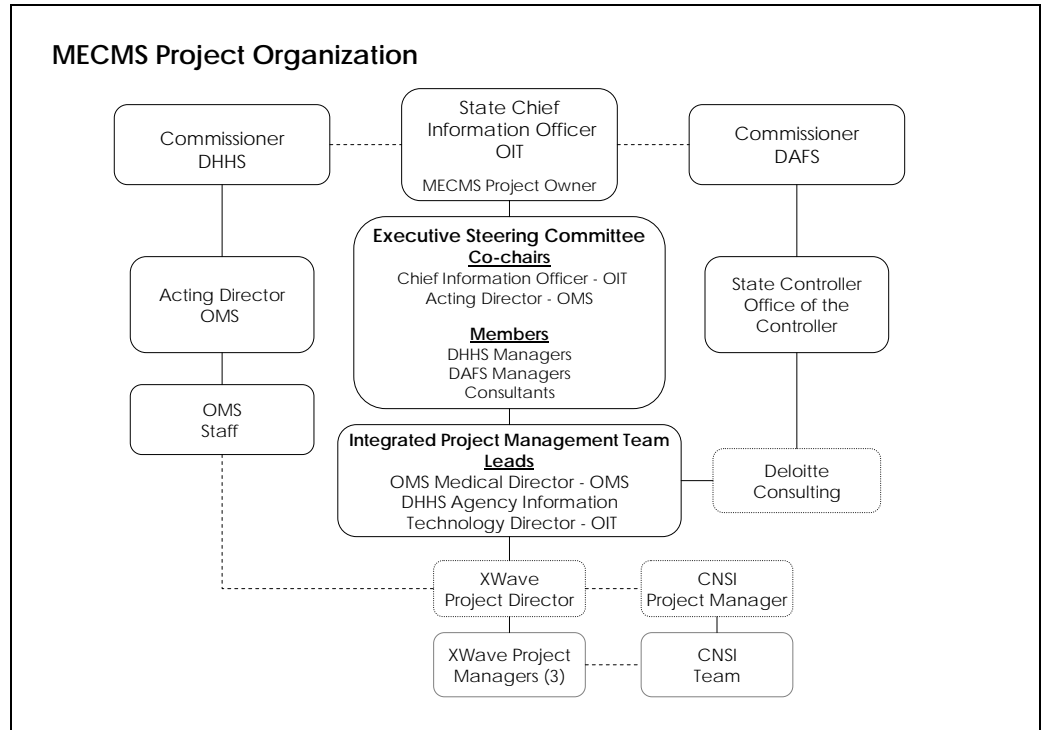 MECMS Project Organization
Commissioner
DHHS
State Chief
Information Officer
OIT
MECMS Project Owner
Commissioner
DAFS
Executive Steering Committee
Co-chairs
Chief Information Officer - OIT
Acting Director - OMS
Members
DHHS Managers
DAFS Managers
Consultants
Acting Director
OMS
State Controller
Office of the
Controller
OMS
Staff
Integrated Project Management Team
Leads
OMS Medical Director - OMS
DHHS Agency Information
Technology Director - OIT
Deloitte
Consulting
XWave
Project Director
CNSI
Project Manager
XWave Project
Managers (3)
CNSI
Team